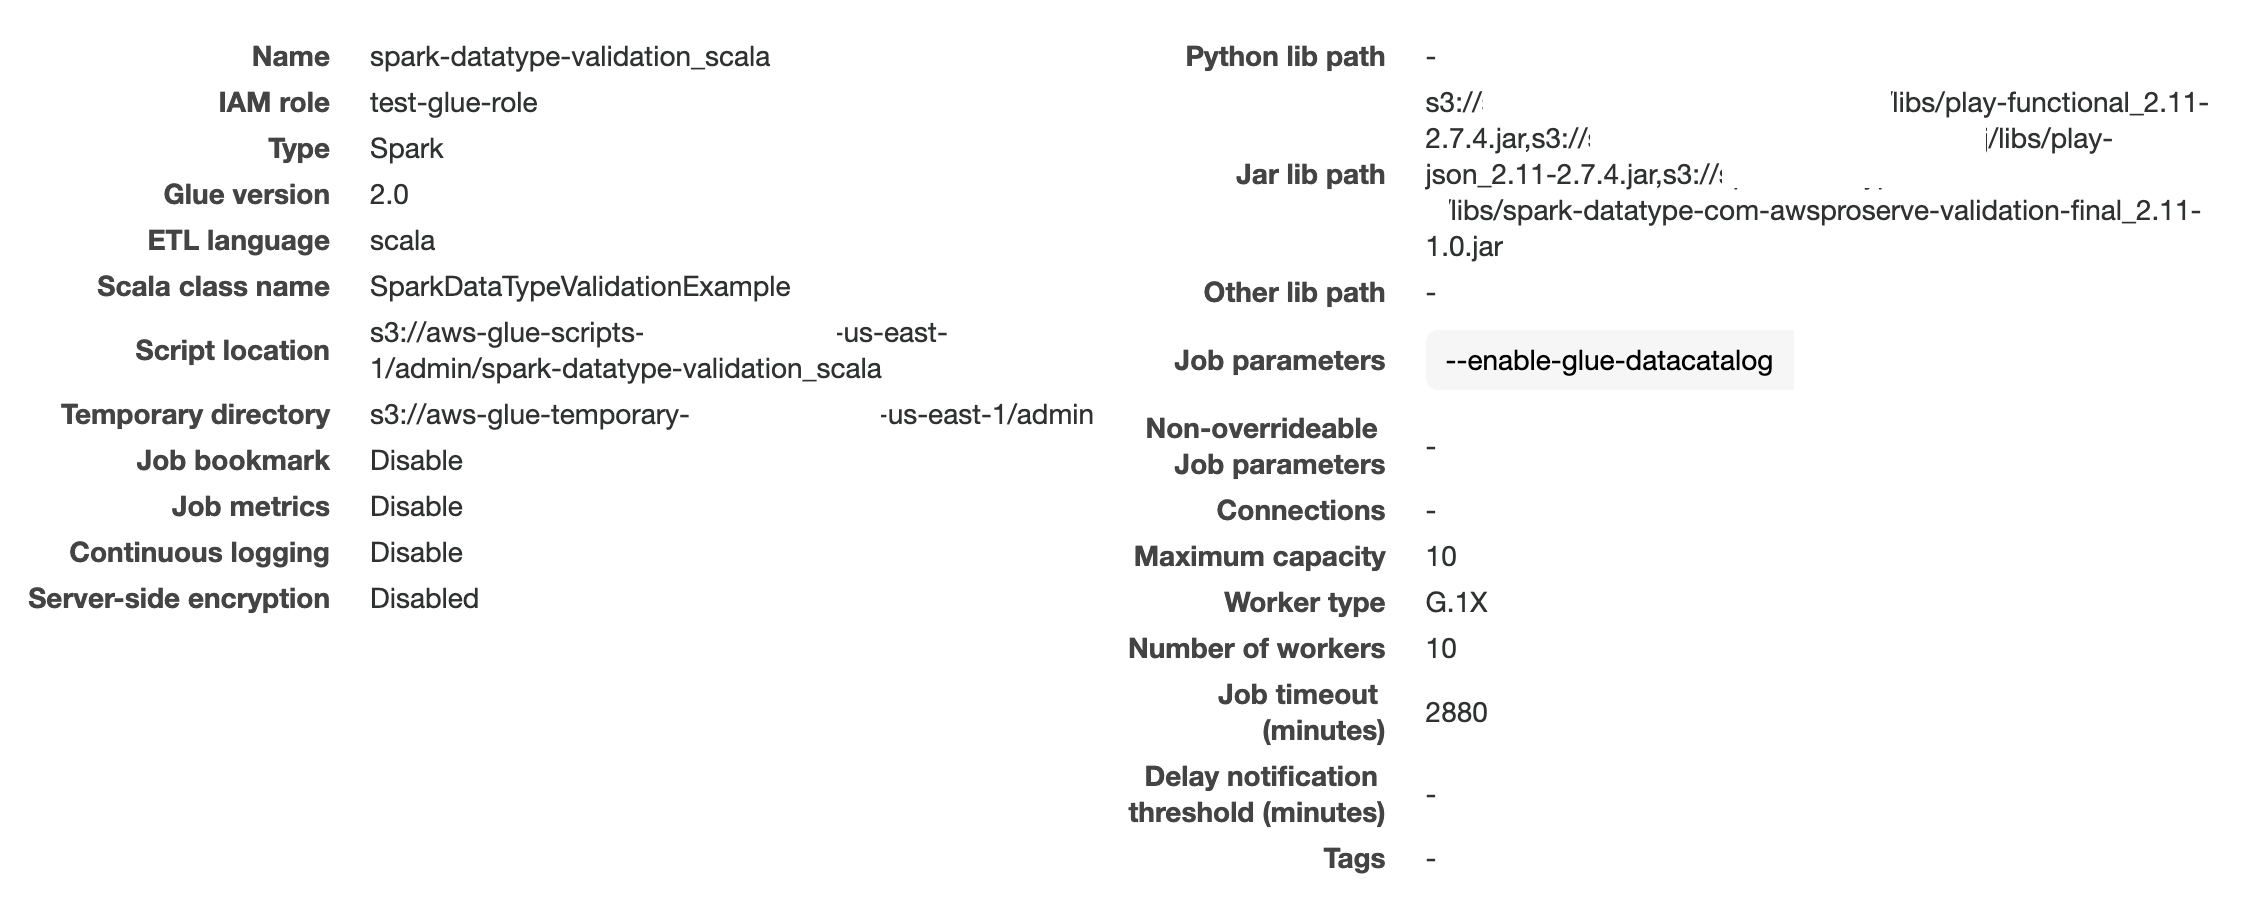 Name spark-datatype-validation_scala
IAM role test-glue-role
Type Spark
Glue version 2.0
ETL language scala
Scala class name SparkDataTypeValidationExample
Script location s3://aws-glue-scripts- -us-east-
1/admin/spark-datatype-validation_scala
Temporary directory s3://aws-glue-temporary- -us-east-1/admin
Job bookmark Disable
Job metrics Disable
Continuous logging Disable
Server-side encryption Disabled
Python lib path -
s3:// /libs/play-functional_2.11-
2.7.4.jar,s3:// /libs/play-
Jar lib path json_2.11-2.7.4.jar,s3://
/libs/spark-datatype-com-awsproserve-validation-final_2.11-
1.0.jar
Other lib path -
Job parameters --enable-glue-datacatalog
Non-overrideable
Job parameters -
Connections -
Maximum capacity 10
Worker type G.1X
Number of workers 10
Job timeout
(minutes) 2880
Delay notification
threshold (minutes) -
Tags -